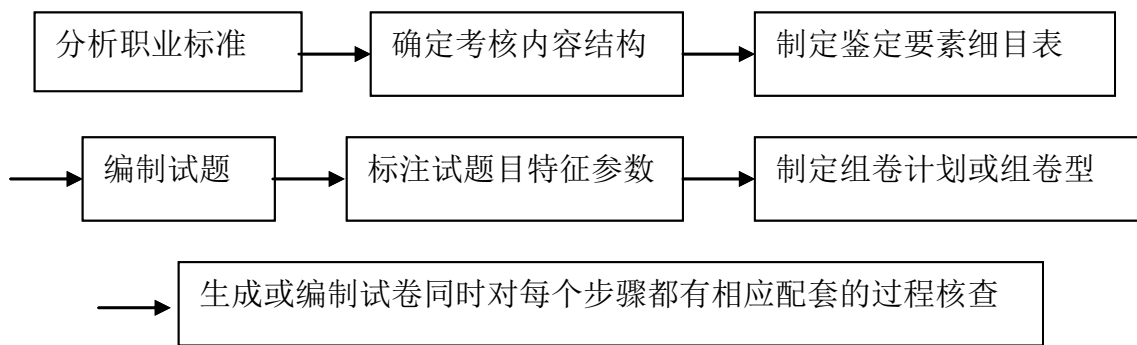 分析职业标准 确定考核内容结构 制定鉴定要素细目表
编制试题 标注试题目特征参数 制定组卷计划或组卷型
生成或编制试卷同时对每个步骤都有相应配套的过程核查